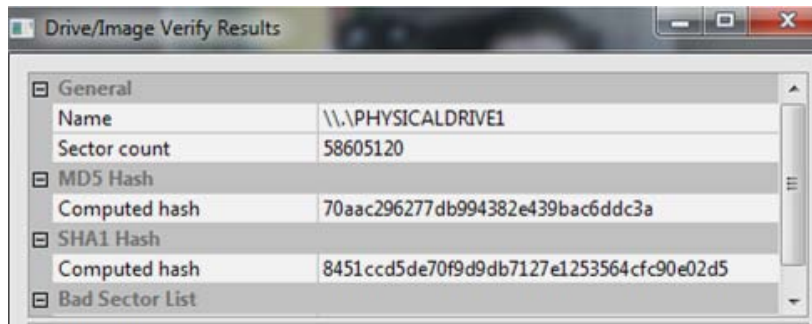 Drive/Image Verify Results
General
Name \\.\PHYSICALDRIVE1
Sector count 58605120
MD5 Hash
Computed hash 70aac296277db994382e439bac6ddc3a
SHA1 Hash
Computed hash 8451ccd5de70f9d9db7127e1253564cfc90e02d5
Bad Sector List